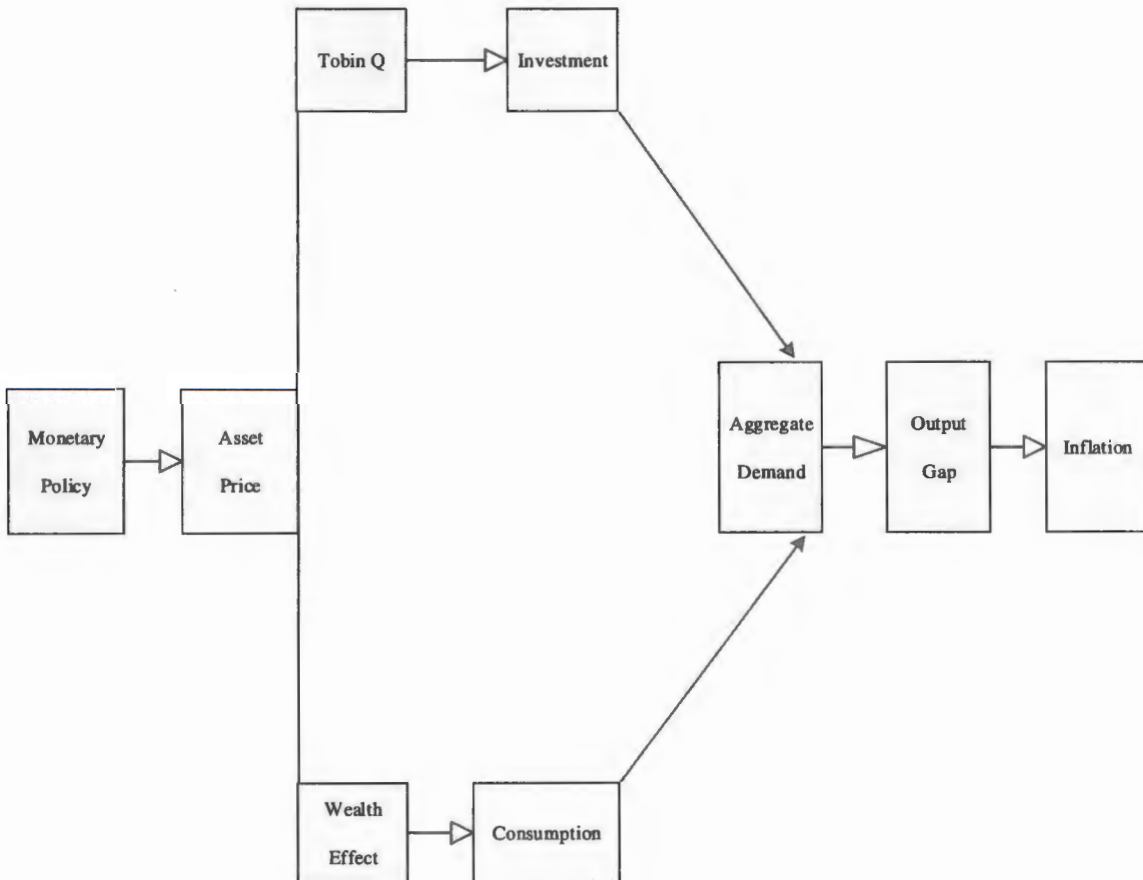 Tobin Q
Investment
Monetary
Policy
Asset
Price
Aggregate
Demand
Output
Gap
Inflation
Wealth
Effect
Consumption